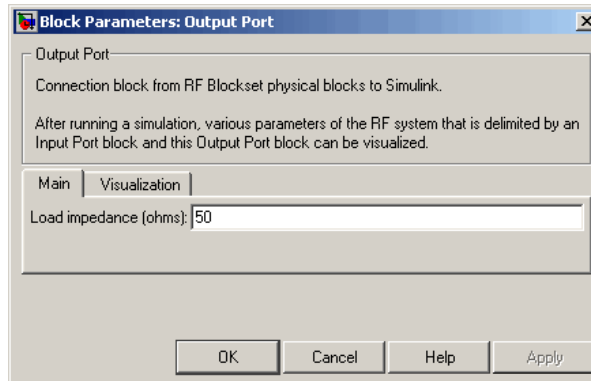 Block Parameters: Output Port
Output Port
Connection block from RF Blockset physical blocks to Simulink.
After running a simulation, various parameters of the RF system that is delimited by an
Input Port block and this Output Port block can be visualized.
Main Visualization
Load impedance (ohms): 50
OK Cancel Help Apply